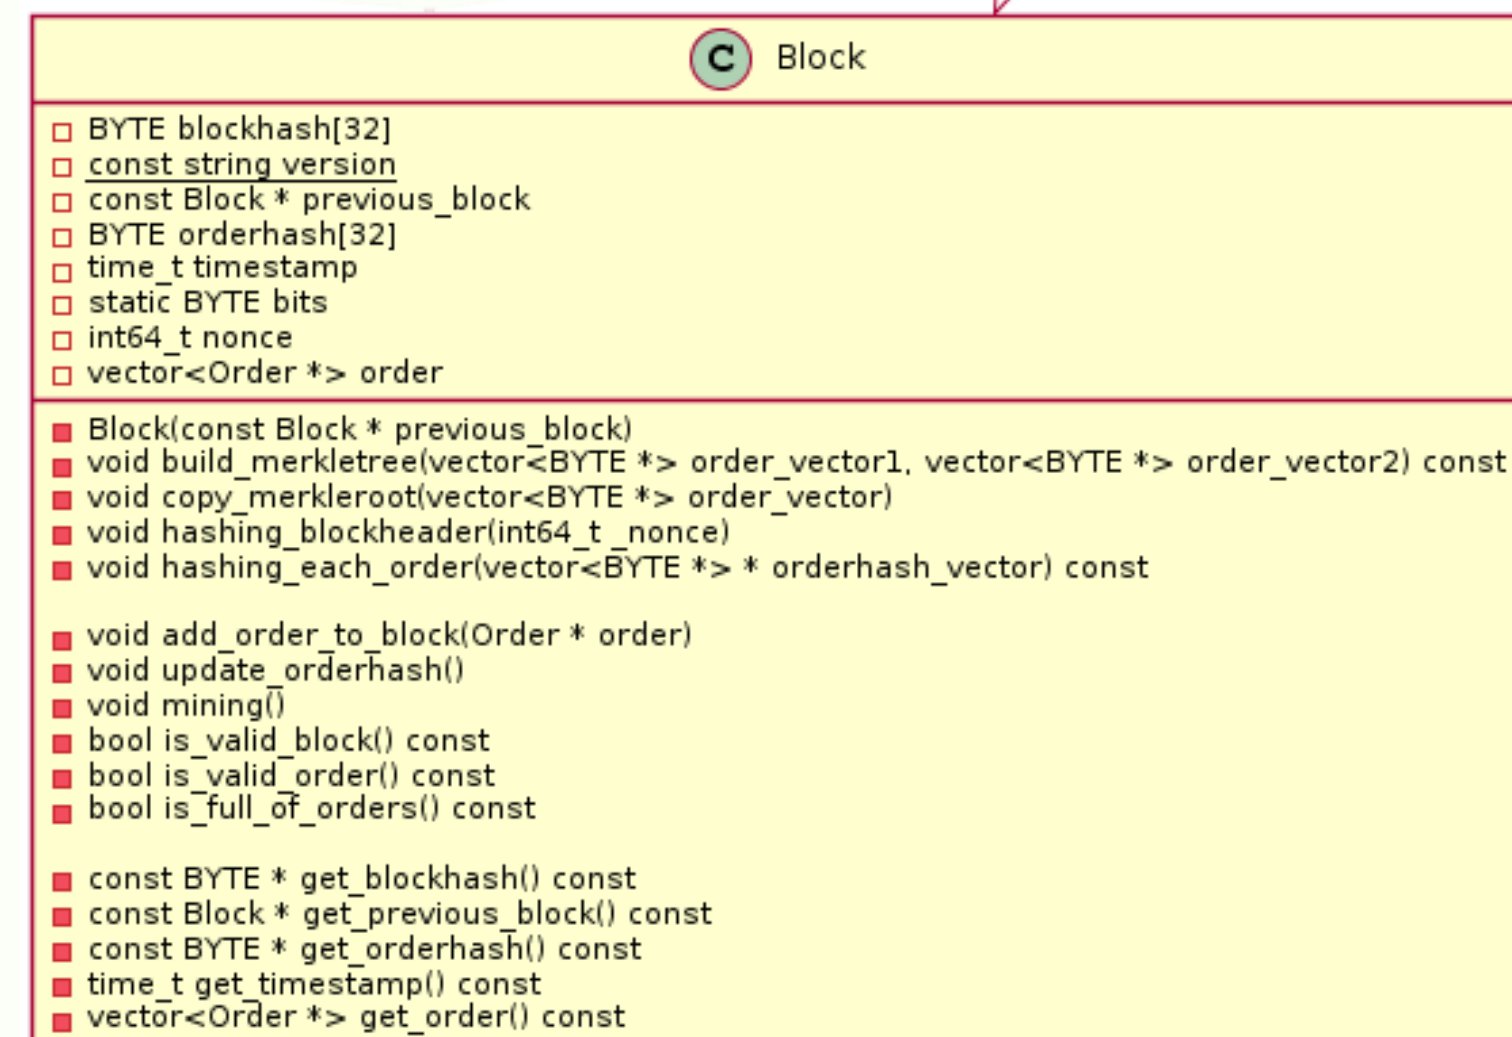 C Block
BYTE blockhash[32]
const string version
const Block * previous_block
BYTE orderhash[32]
time_t timestamp
static BYTE bits
int64_t nonce
vector<Order *> order
Block(const Block * previous_block)
void build_merkletree(vector<BYTE *> order_vector1, vector<BYTE *> order_vector2) const
void copy_merkleroot(vector<BYTE *> order_vector)
void hashing_blockheader(int64_t _nonce)
void hashing_each_order(vector<BYTE *> * orderhash_vector) const
void add_order_to_block(Order * order)
void update_orderhash()
void mining()
bool is_valid_block() const
bool is_valid_order() const
bool is_full_of_orders() const
const BYTE * get_blockhash() const
const Block * get_previous_block() const
const BYTE * get_orderhash() const
time_t get_timestamp() const
vector<Order *> get_order() const